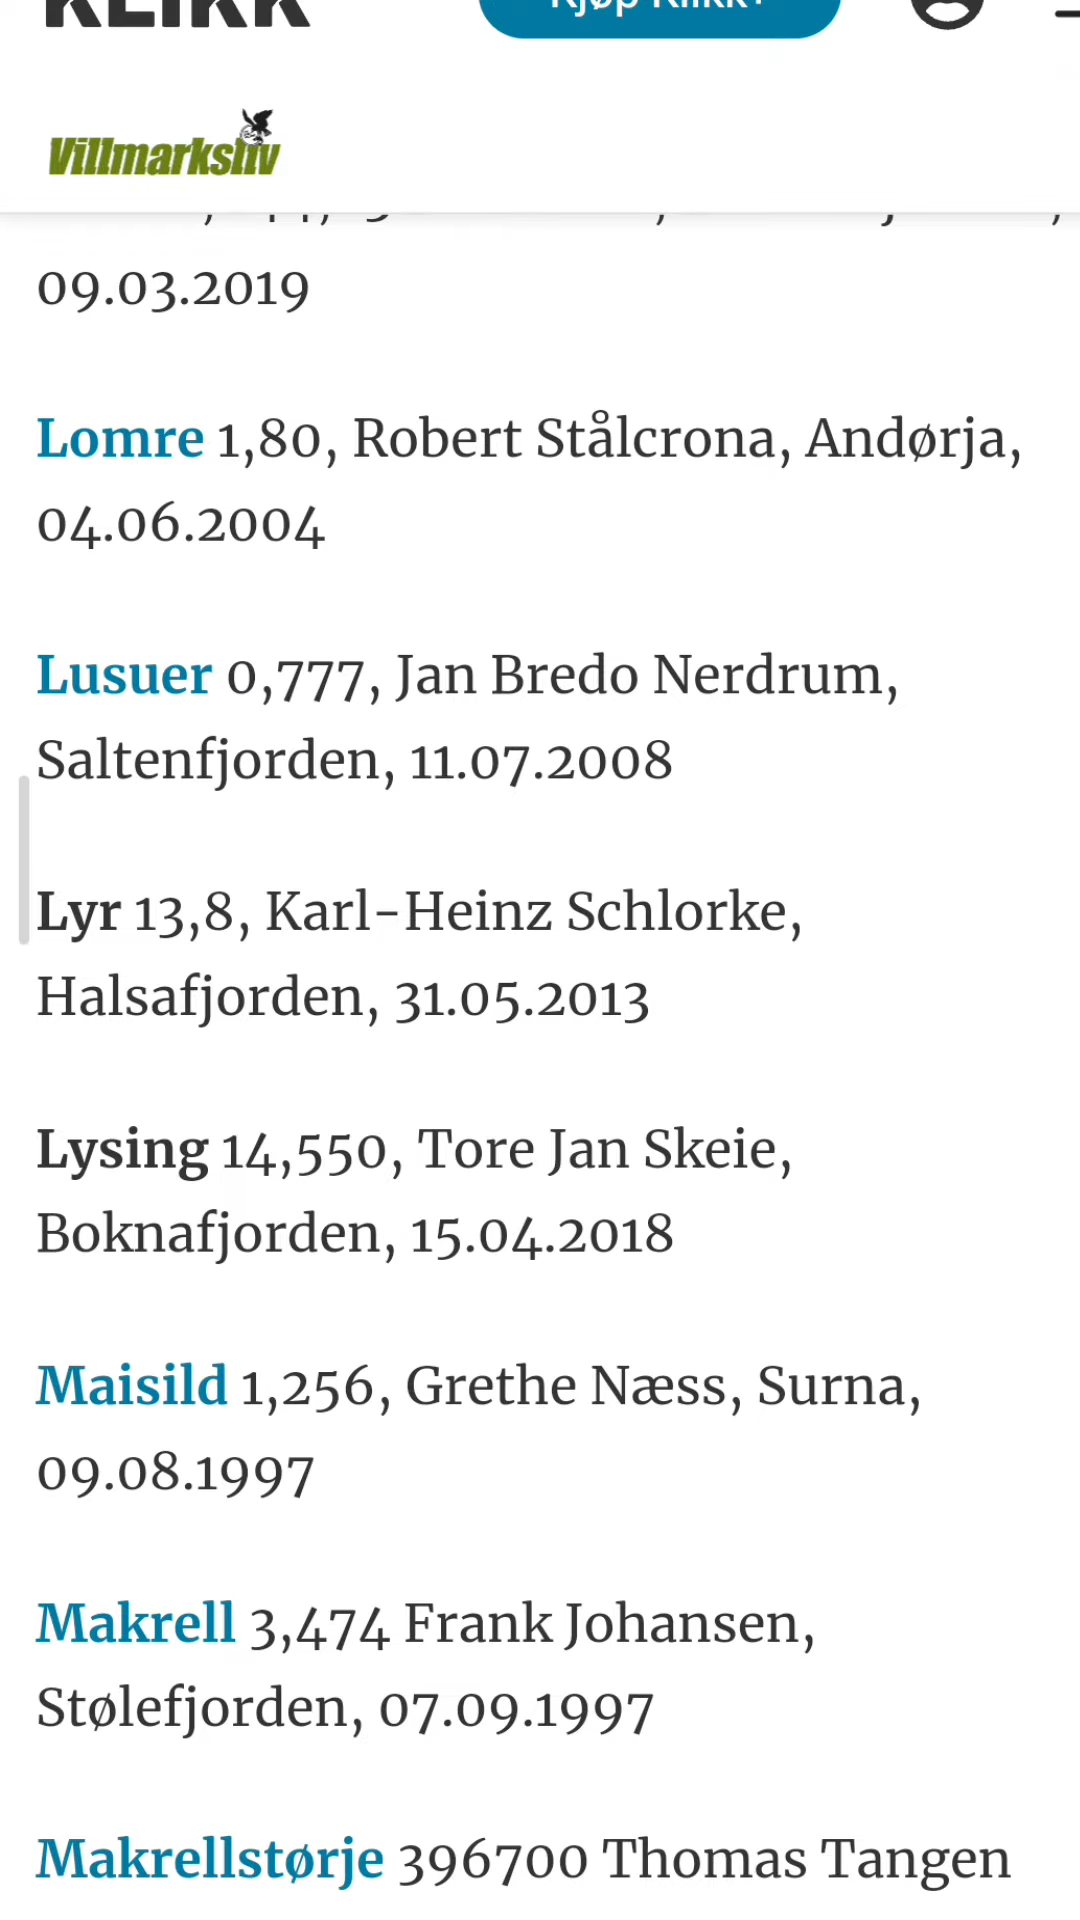 KLIKK
Kjøp Klikk+
Villmarksliv
09.03.2019
Lomre 1,80, Robert Stålcrona, Andørja,
04.06.2004
Lusuer 0,777, Jan Bredo Nerdrum,
Saltenfjorden, 11.07.2008
Lyr 13,8, Karl-Heinz Schlorke,
Halsafjorden, 31.05.2013
Lysing 14,550, Tore Jan Skeie,
Boknafjorden, 15.04.2018
Maisild 1,256, Grethe Næss, Surna,
09.08.1997
Makrell 3,474 Frank Johansen,
Stølefjorden, 07.09.1997
Makrellstørje 396700 Thomas Tangen